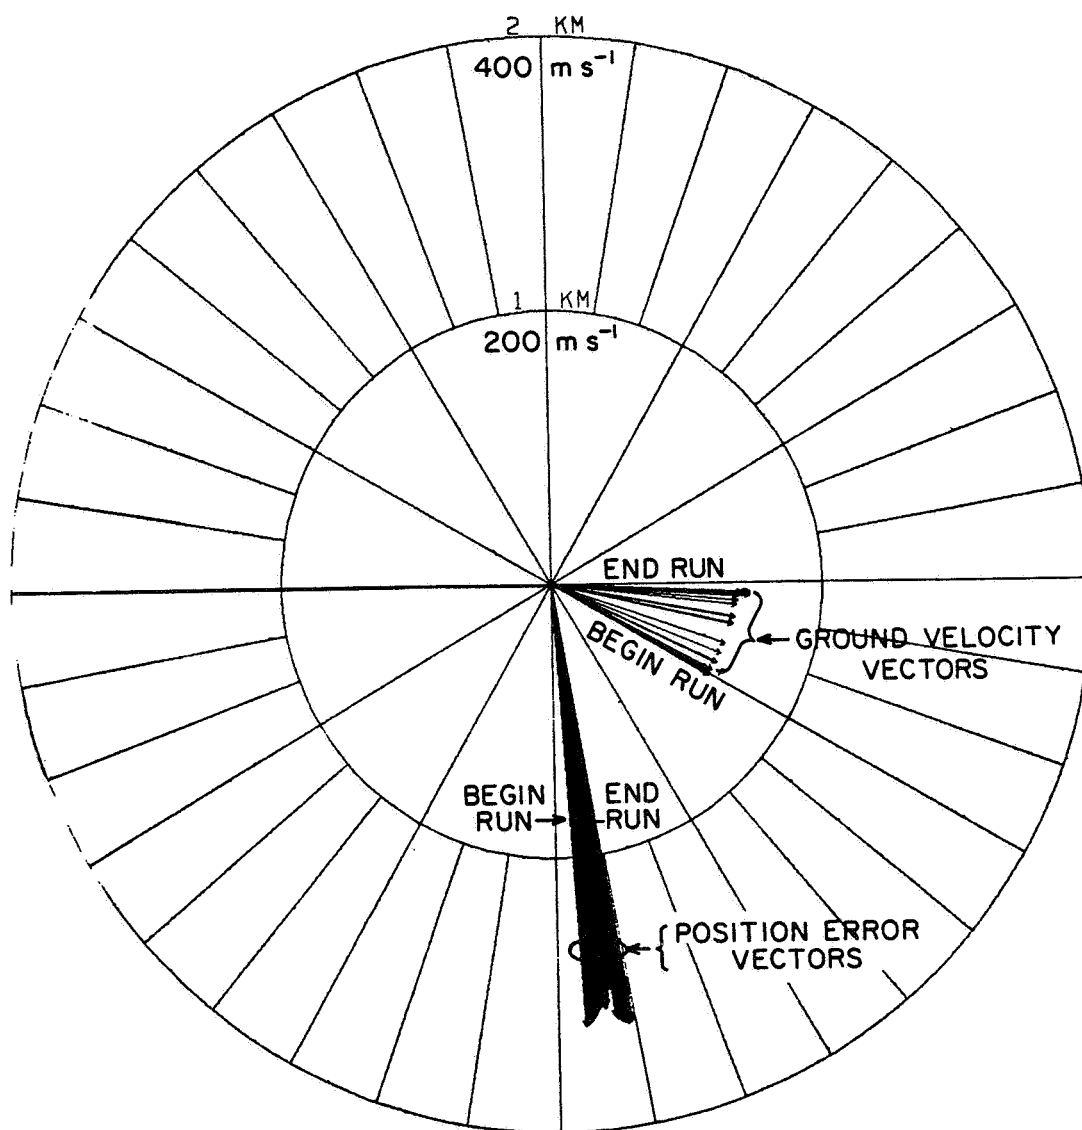 2 KM
400 m s⁻¹
1 KM
200 m s⁻¹
END RUN
BEGIN RUN
GROUND VELOCITY
VECTORS
BEGIN
RUN
END
RUN
POSITION ERROR
VECTORS